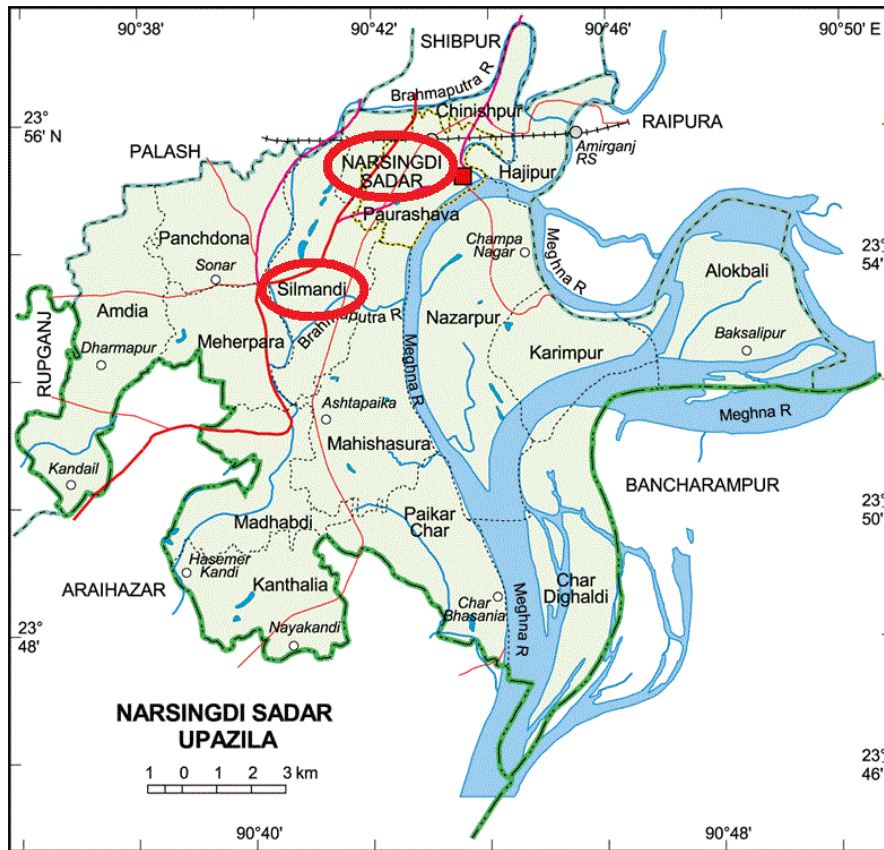 90°38'
90°42'
90°46'
90°50' E
SHIBPUR
Brahmaputra R
Chinishpur
23°
56' N
RAIPURA
Amirganj
RS
PALASH
NARSINGDI
SADAR
Hajipur
Paurashava
Panchdona
Champa
Nagar
Meghna R
23°
54'
Sonar
Silmandi
Alokbali
Amdia
Brahmaputra R
Nazarpur
RUPGANJ
Meherpara
Karimpur
Baksalipur
Dharmapur
Meghna R
Ashtapaika
Meghna R
Mahishasura
Kandail
BANCHARAMPUR
Madhabdi
Paikar
Char
23°
50'
Hasemer
Kandi
ARAIHAZAR
Kanthalia
Char
Bhasania
Meghna R
Char
Dighaldi
Nayakandi
23°
48'
NARSINGDI SADAR
UPAZILA
1 0 1 2 3 km
23°
46'
90°40'
90°44'
90°48'